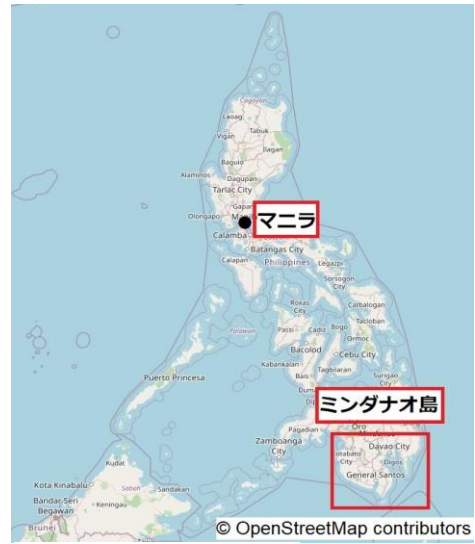 Cagayan
Laoag
Tabuk
Vigan
Ilagan
Baguio
Alaminos
Dagupan
Tarlac City
Gapan
Olongapo
マニラ
Calamba
Batangas City
Calapan
Philippines
Legazpi
Sorsogon
City
Roxas
City
Catbalogan
Palawan
Passi
Cadiz
Bogo
Tacloban
Ormoc
Bacolod
Cebu City
Kabankalan
Tagbilaran
Bais
Surigao
City
Puerto Princesa
ミンダナオ島
Pagadian
Oro
Zamboanga
City
Davao City
City
Digos
General Santos
Kudat
Kota Kinabalu
Sabah
Sandakan
Bandar
Seri
Begawan
Keningau
Brunei
© OpenStreetMap contributors